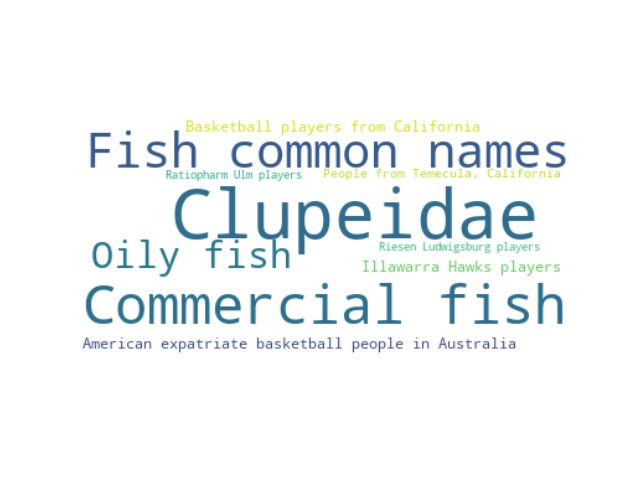 Basketball players from California
Fish common names
Ratiopharm Ulm players
People from Temecula, California
Clupeidae
Oily fish
Riesen Ludwigsburg players
Illawarra Hawks players
Commercial fish
American expatriate basketball people in Australia